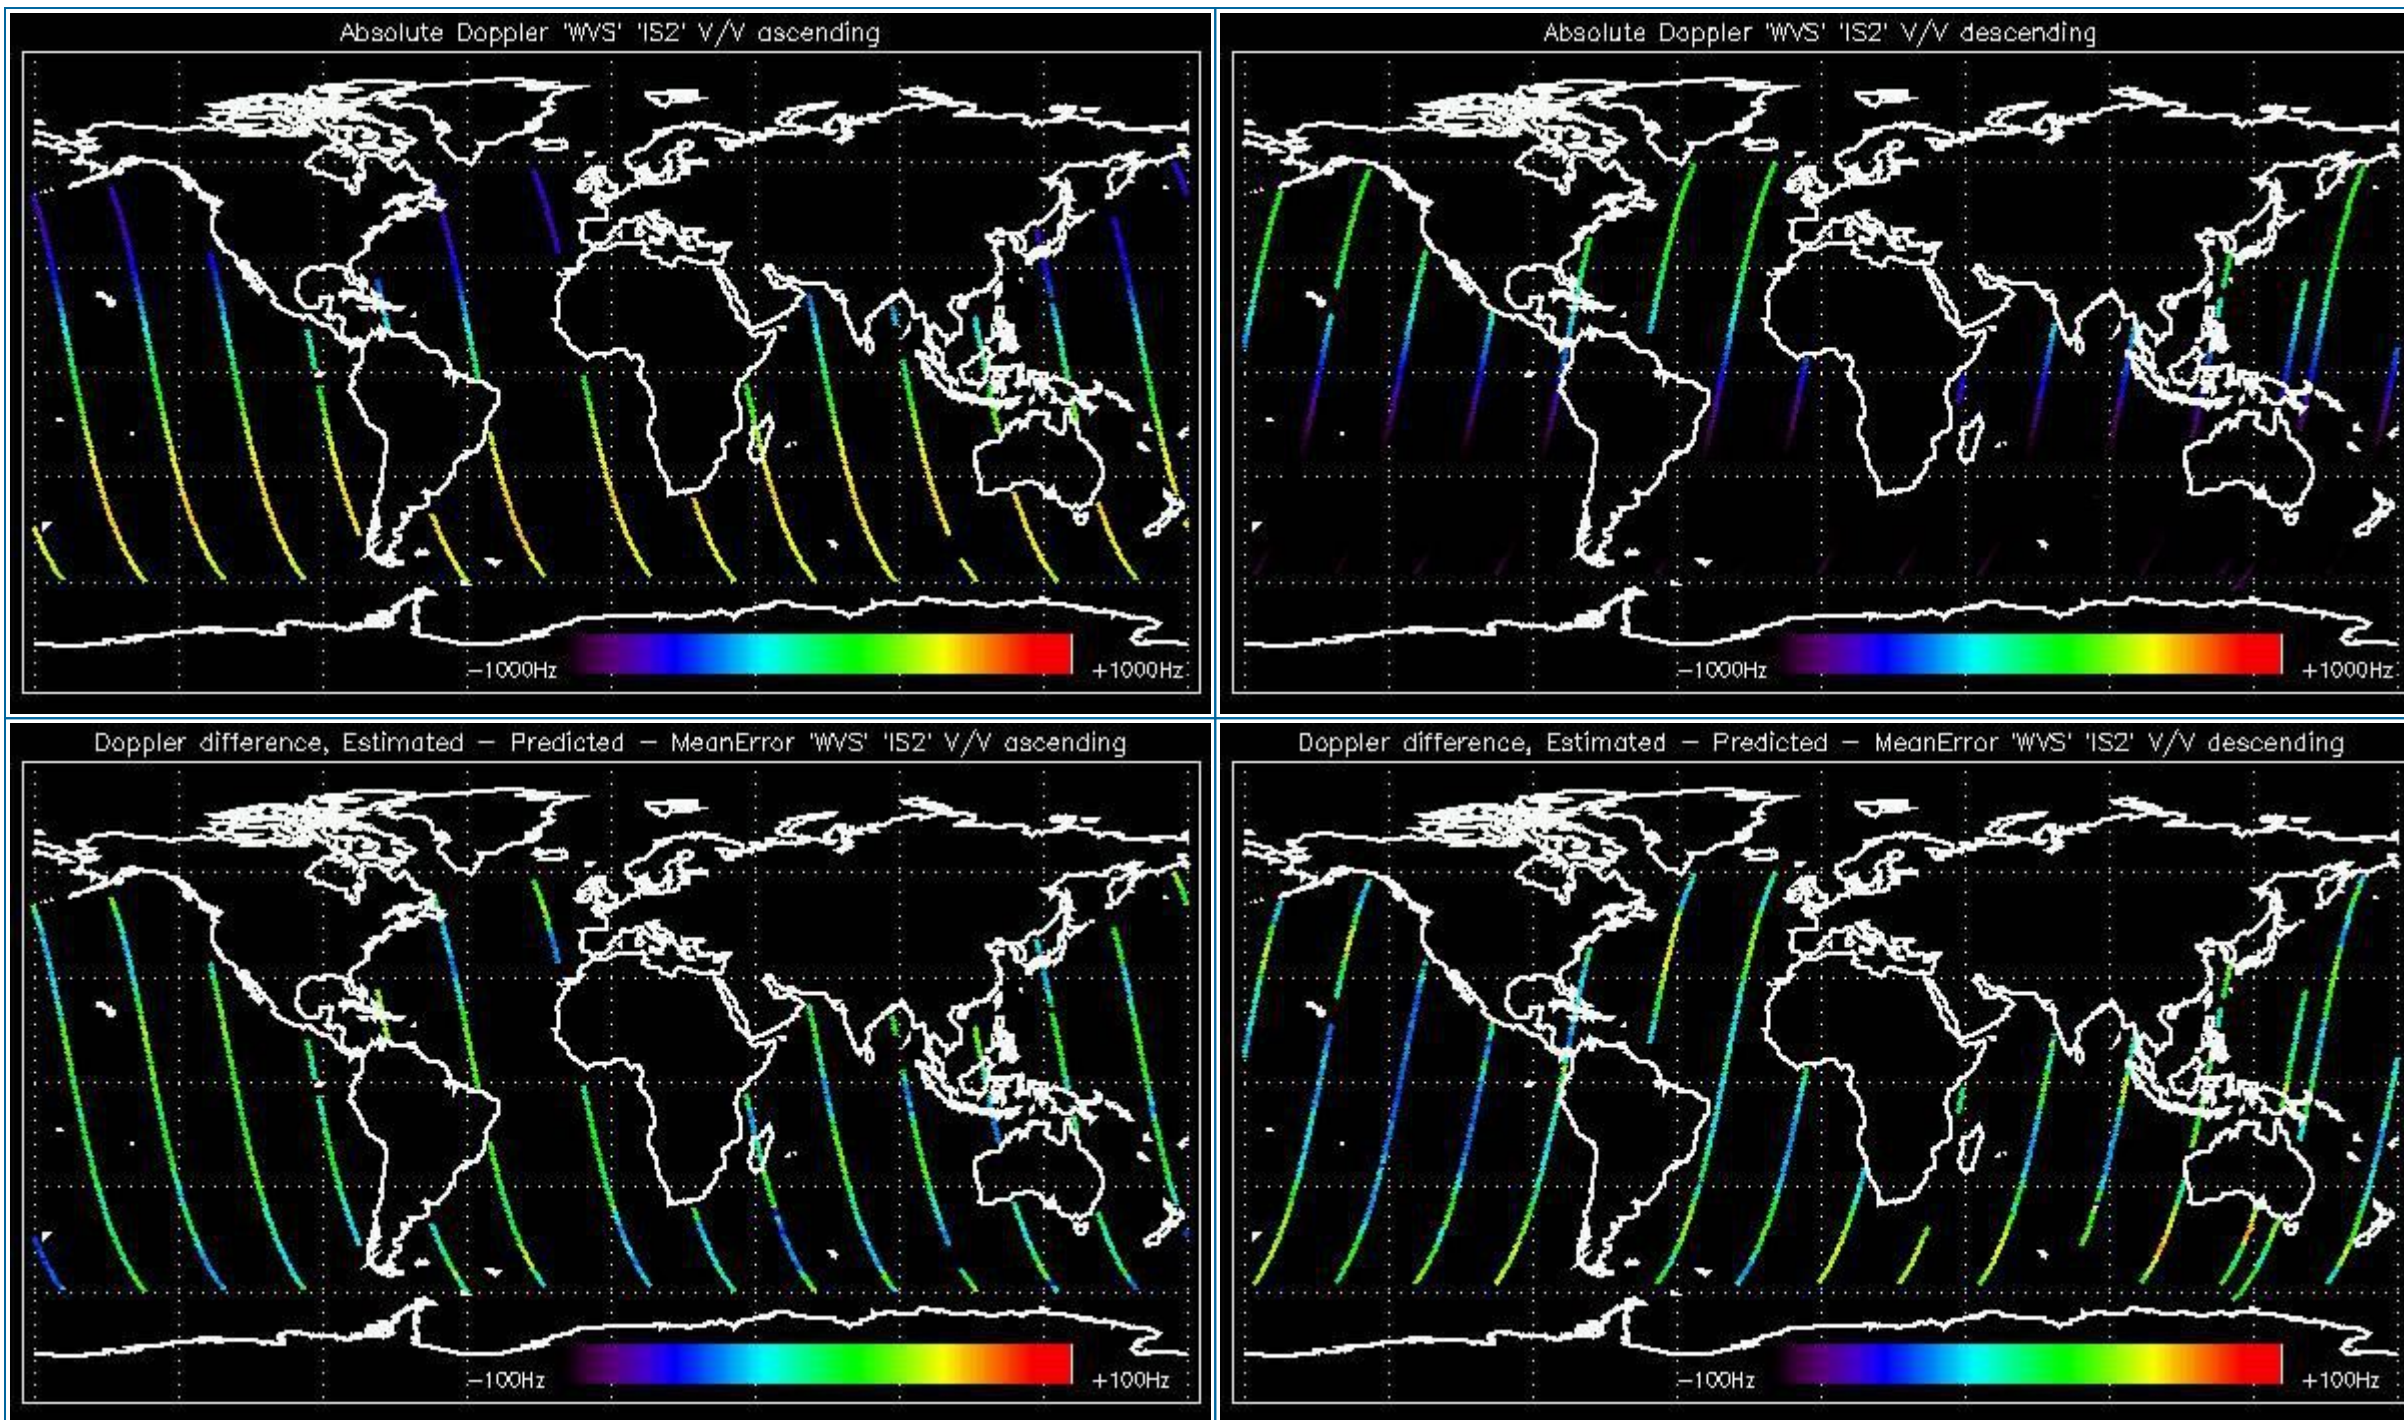 Absolute Doppler 'WVS' 'IS2' V/V ascending
-1000Hz
+1000Hz
Absolute Doppler 'WVS' 'IS2' V/V descending
-1000Hz
+1000Hz
Doppler difference, Estimated - Predicted - MeanError 'WVS' 'IS2' V/V ascending
-100Hz
+100Hz
Doppler difference, Estimated - Predicted - MeanError 'WVS' 'IS2' V/V descending
-100Hz
+100Hz